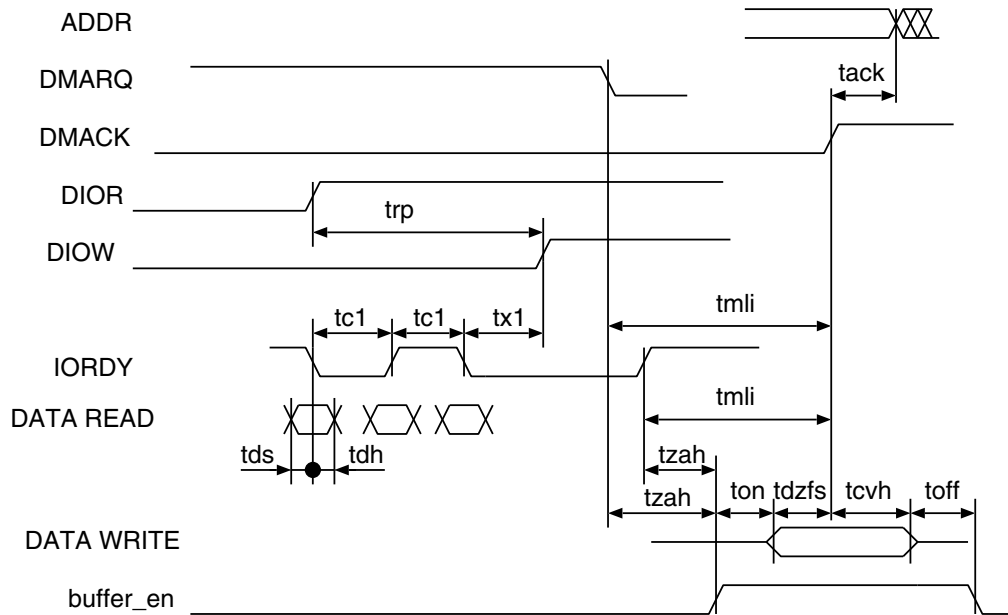 ADDR
DMARQ
tack
DMACK
DIOR
trp
DIOW
tc1 tc1 tx1 tmli
IORDY
tmli
DATA READ
tds tdh tzah
tzah ton tdzfs tcvh toff
DATA WRITE
buffer_en